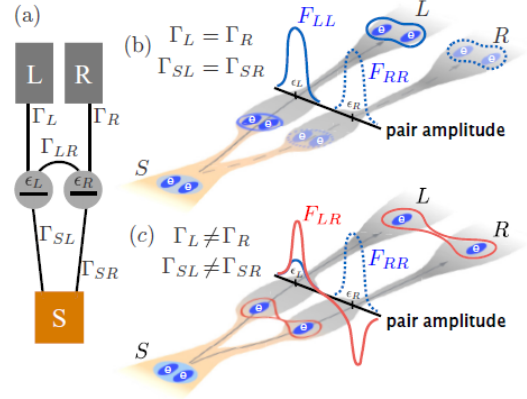 (a)
L R
Γ_L Γ_R
Γ_LR
ϵ_L ϵ_R
Γ_SL
Γ_SR
S
(b)
Γ_L = Γ_R
Γ_SL = Γ_SR
F_LL
L
e e
F_RR
R
e e
ϵ_L
ϵ_R
e e
e e
pair amplitude
S
e e
(c)
Γ_L ≠ Γ_R
Γ_SL ≠ Γ_SR
F_LR
L
e
F_RR
R
e
ϵ_L
ϵ_R
e
e
pair amplitude
S
e e